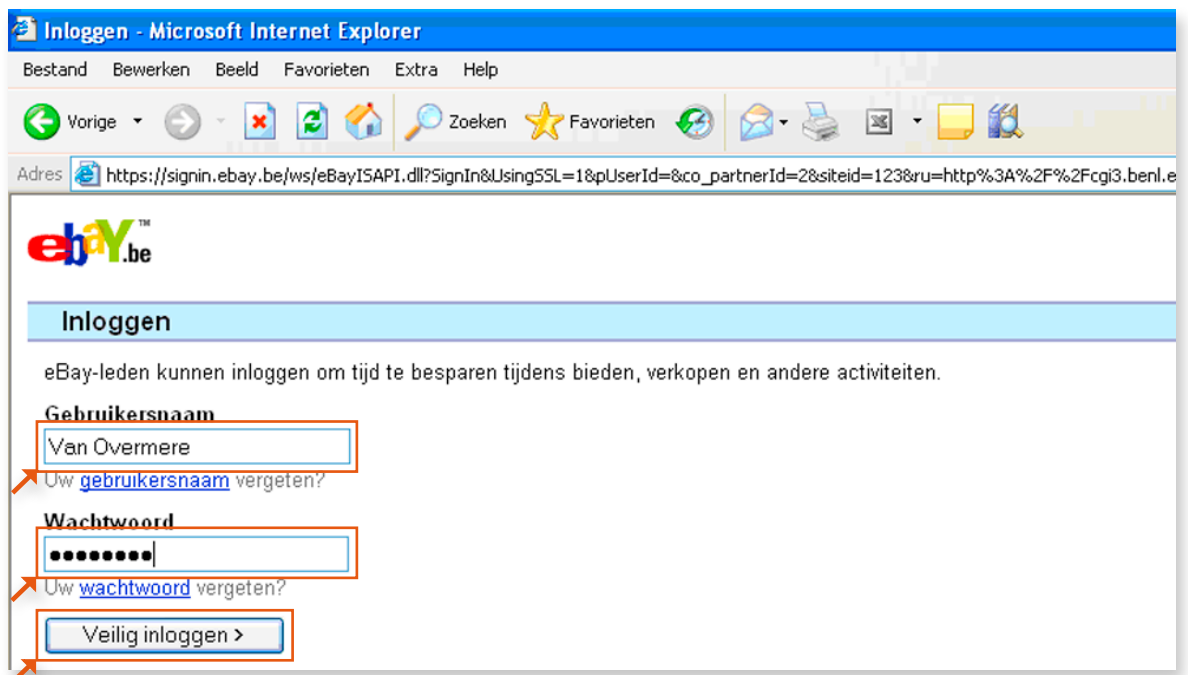 Inloggen - Microsoft Internet Explorer
Bestand Bewerken Beeld Favorieten Extra Help
Vorige Zoeken Favorieten
Adres https://signin.ebay.be/ws/eBayISAPI.dll?SignIn&UsingSSL=1&pUserId=&co_partnerId=2&siteid=123&ru=http%3A%2F%2Fcgi3.benl.e
ebaY.be™
Inloggen
eBay-leden kunnen inloggen om tijd te besparen tijdens bieden, verkopen en andere activiteiten.
Gebruikersnaam
Van Overmere
Uw gebruikersnaam vergeten?
Wachtwoord
••••••••
Uw wachtwoord vergeten?
Veilig inloggen >